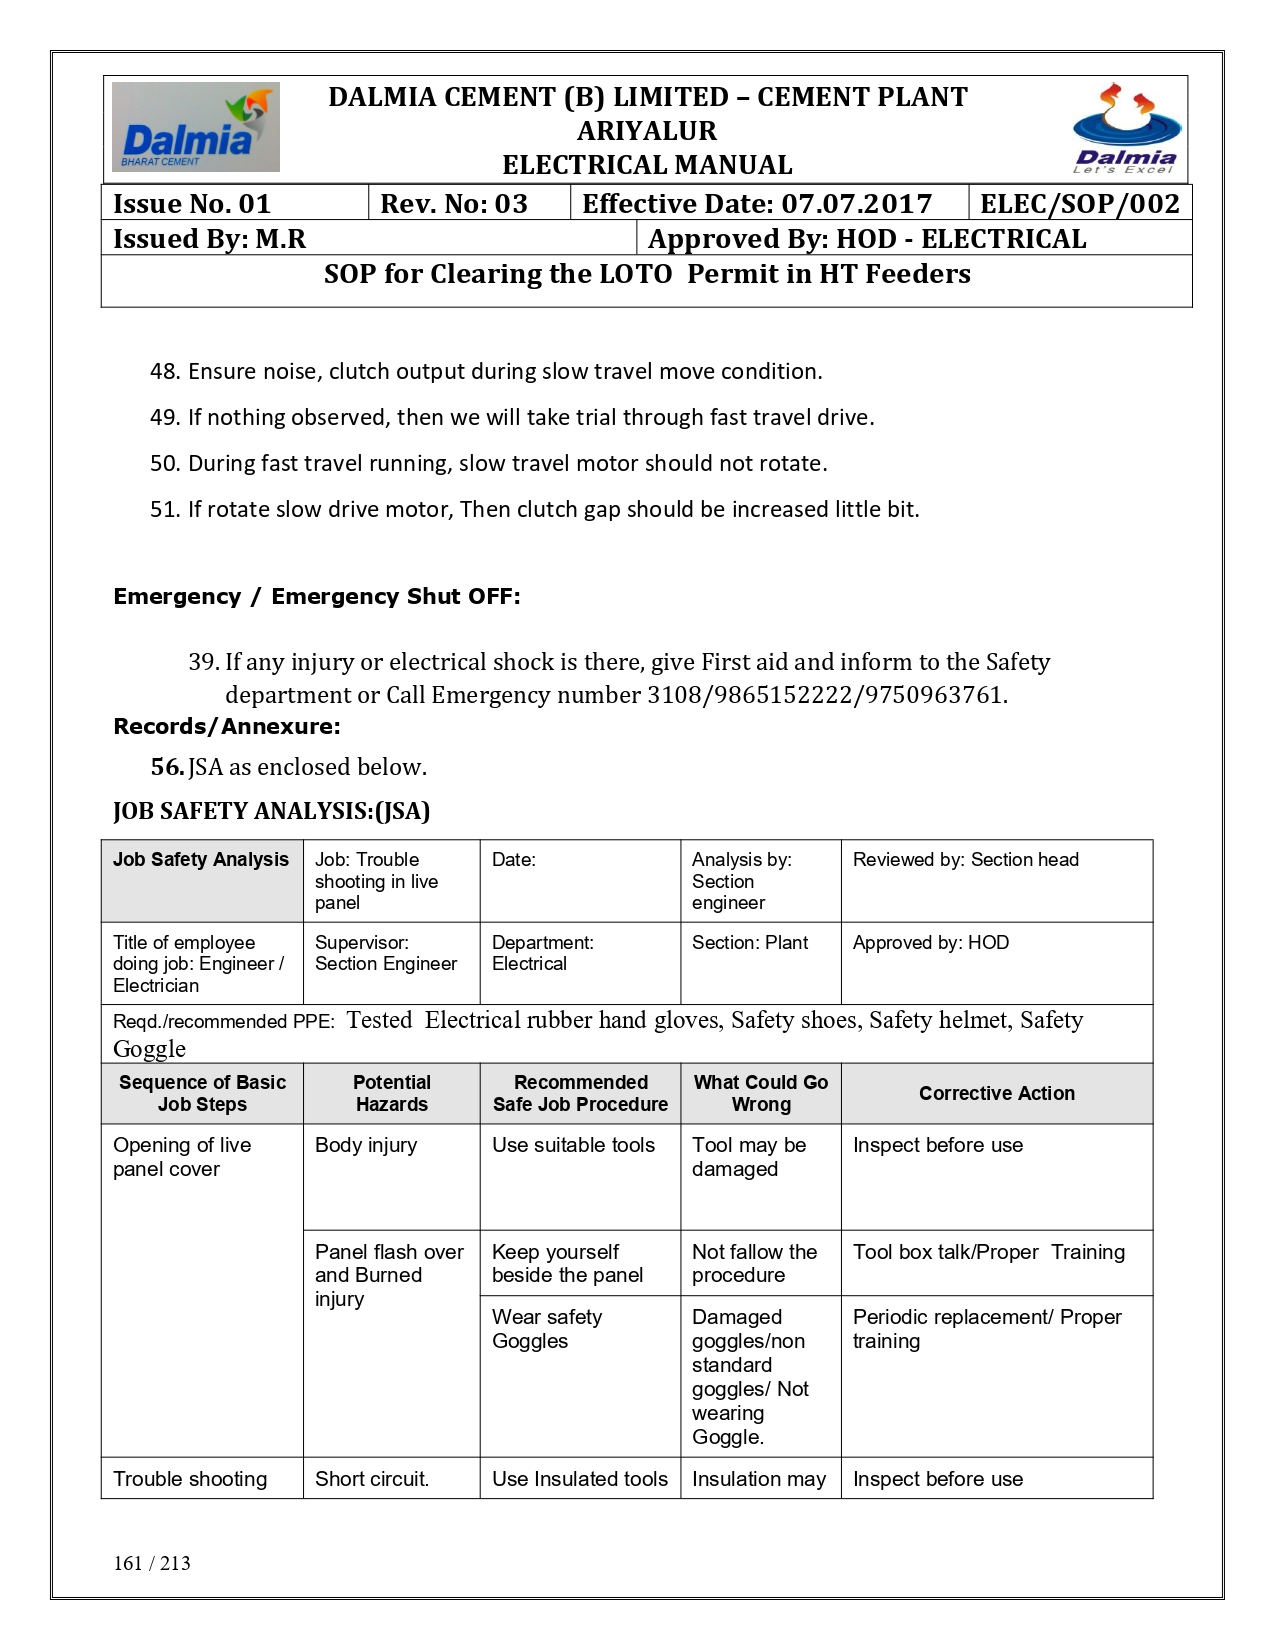 Dalmia
BHARAT CEMENT
DALMIA CEMENT (B) LIMITED – CEMENT PLANT
ARIYALUR
ELECTRICAL MANUAL
Dalmia
Let's Excel
Issue No. 01 Rev. No: 03 Effective Date: 07.07.2017 ELEC/SOP/002
Issued By: M.R Approved By: HOD - ELECTRICAL
SOP for Clearing the LOTO Permit in HT Feeders
48. Ensure noise, clutch output during slow travel move condition.
49. If nothing observed, then we will take trial through fast travel drive.
50. During fast travel running, slow travel motor should not rotate.
51. If rotate slow drive motor, Then clutch gap should be increased little bit.
Emergency / Emergency Shut OFF:
39. If any injury or electrical shock is there, give First aid and inform to the Safety
department or Call Emergency number 3108/9865152222/9750963761.
Records/Annexure:
56. JSA as enclosed below.
JOB SAFETY ANALYSIS:(JSA)
Job Safety Analysis
Job: Trouble
shooting in live
panel
Date:
Analysis by:
Section
engineer
Reviewed by: Section head
Title of employee
doing job: Engineer /
Electrician
Supervisor:
Section Engineer
Department:
Electrical
Section: Plant
Approved by: HOD
Reqd./recommended PPE: Tested Electrical rubber hand gloves, Safety shoes, Safety helmet, Safety
Goggle
Sequence of Basic
Job Steps
Potential
Hazards
Recommended
Safe Job Procedure
What Could Go
Wrong
Corrective Action
Opening of live
panel cover
Body injury
Use suitable tools
Tool may be
damaged
Inspect before use
Panel flash over
and Burned
injury
Keep yourself
beside the panel
Not fallow the
procedure
Tool box talk/Proper Training
Wear safety
Goggles
Damaged
goggles/non
standard
goggles/ Not
wearing
Goggle.
Periodic replacement/ Proper
training
Trouble shooting
Short circuit.
Use Insulated tools
Insulation may
Inspect before use
161 / 213